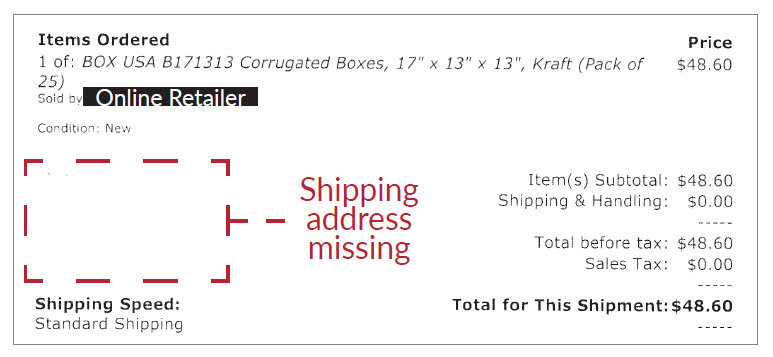 Items Ordered
Price
1 of: BOX USA B171313 Corrugated Boxes, 17" x 13" x 13", Kraft (Pack of
$48.60
25)
Sold by Online Retailer
Condition: New
Shipping
address
missing
Item(s) Subtotal: $48.60
Shipping & Handling: $0.00
-----
Total before tax: $48.60
Sales Tax: $0.00
-----
Shipping Speed:
Standard Shipping
Total for This Shipment: $48.60
-----